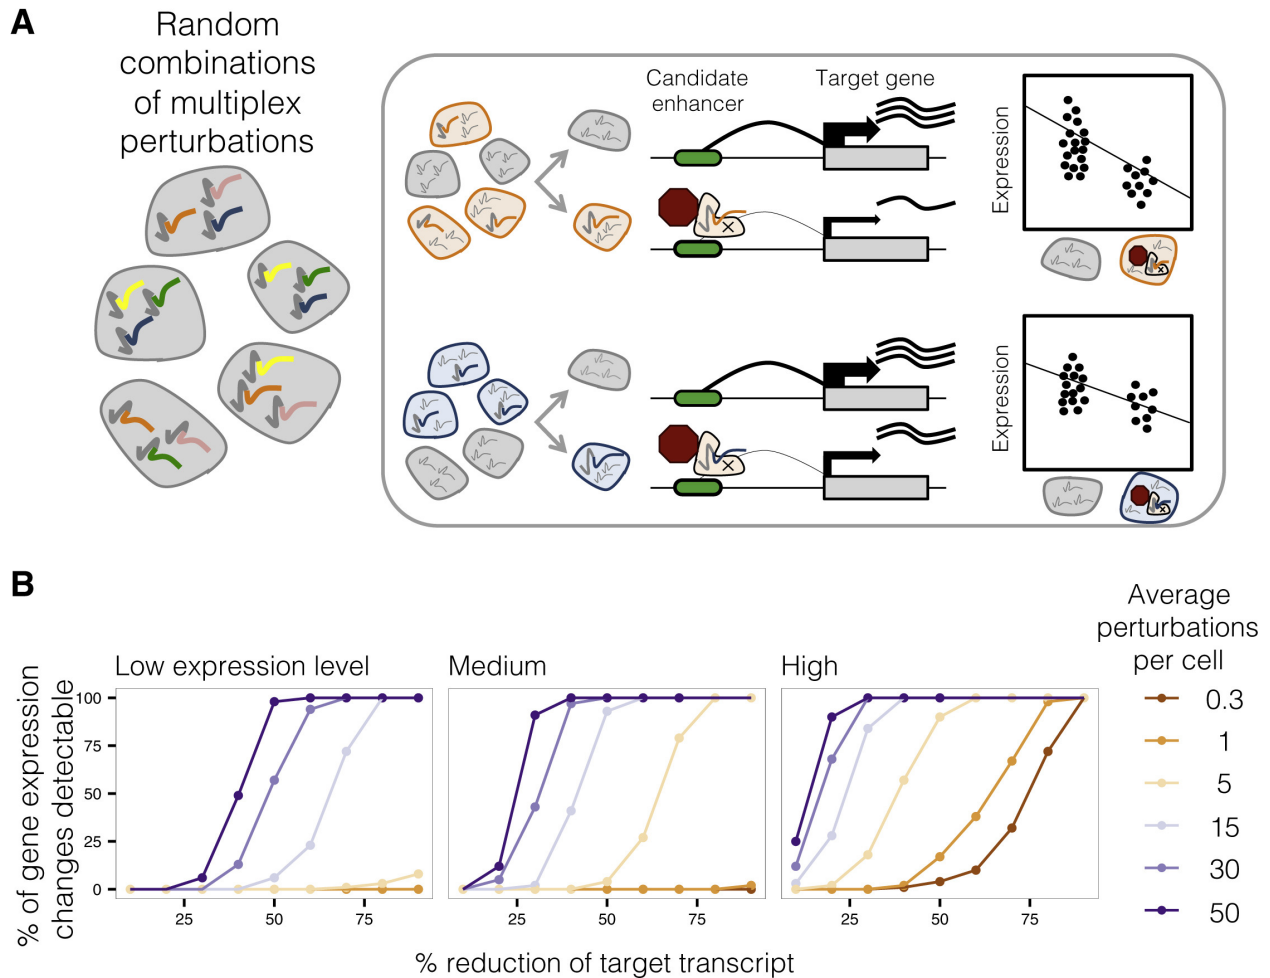 A
Random
combinations
of multiplex
perturbations
Candidate
enhancer
Target gene
Expression
Expression
B
Average
perturbations
per cell
Low expression level
Medium
High
% of gene expression
changes detectable
100
75
50
25
0
25 50 75
25 50 75
25 50 75
% reduction of target transcript
0.3
1
5
15
30
50